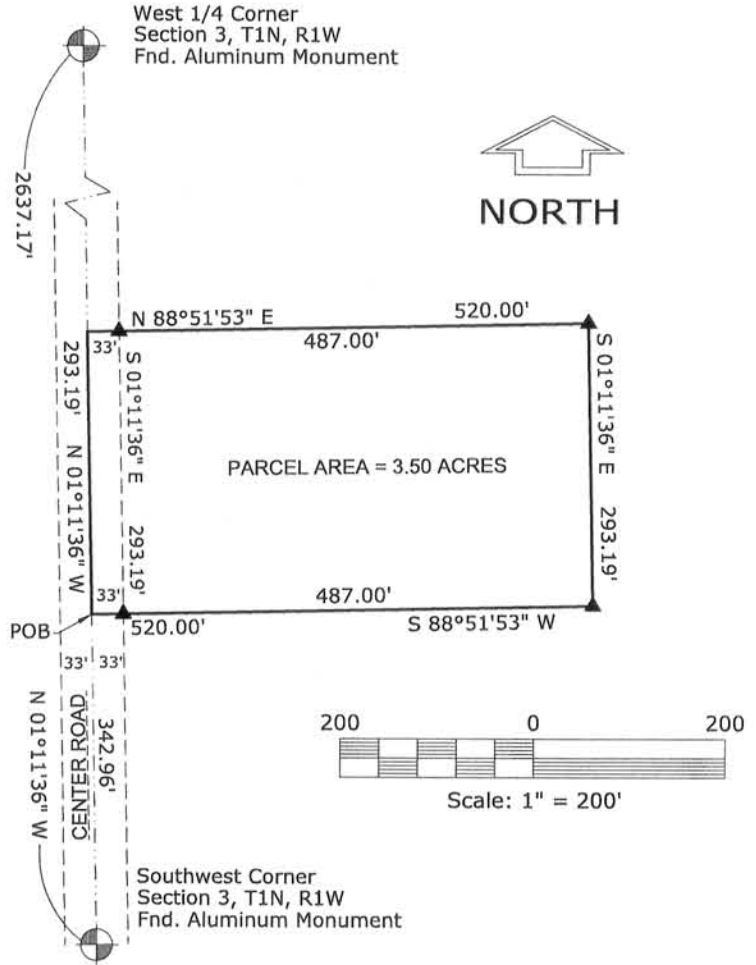 West 1/4 Corner
Section 3, T1N, R1W
Fnd. Aluminum Monument
2637.17'
NORTH
N 88°51'53" E
520.00'
33'
487.00'
293.19'
N 01°11'36" W
S 01°11'36" E
293.19'
S 01°11'36" E
293.19'
PARCEL AREA = 3.50 ACRES
33'
487.00'
POB
520.00'
S 88°51'53" W
33'
33'
N 01°11'36" W
CENTER ROAD
342.96'
200
0
200
Scale: 1" = 200'
Southwest Corner
Section 3, T1N, R1W
Fnd. Aluminum Monument